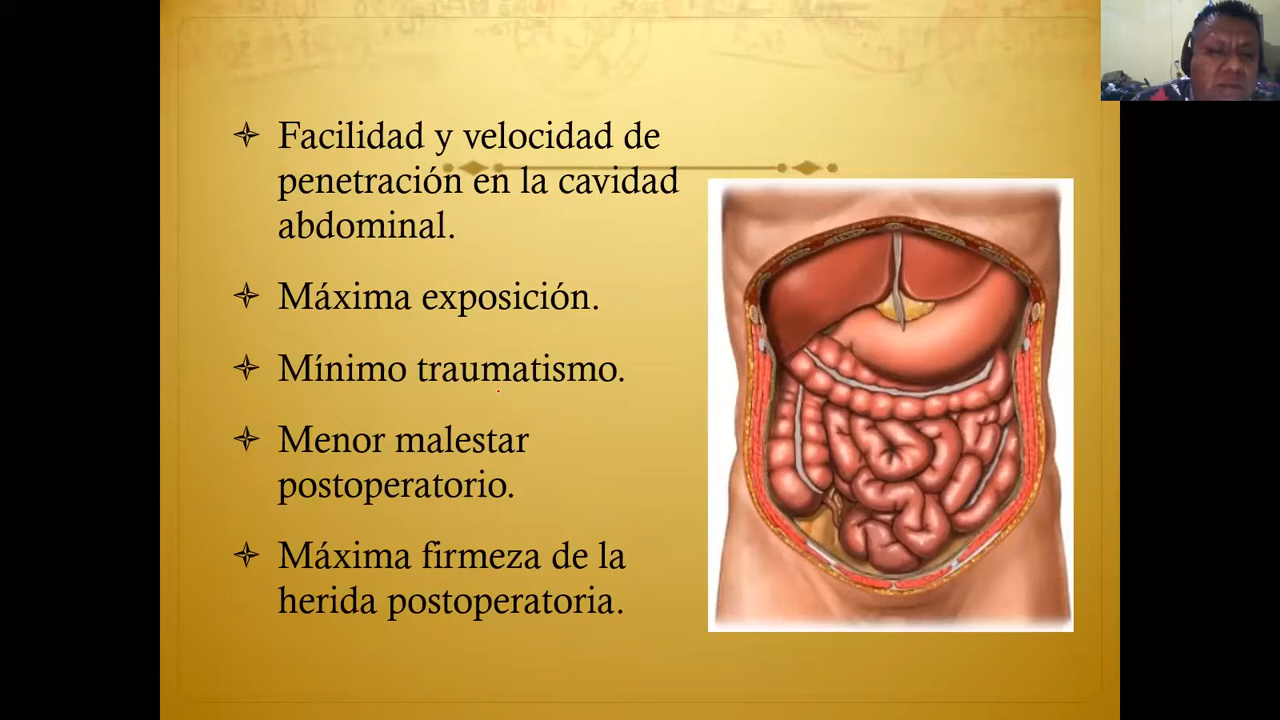 Facilidad y velocidad de
penetración en la cavidad
abdominal.
Máxima exposición.
Mínimo traumatismo.
Menor malestar
postoperatorio.
Máxima firmeza de la
herida postoperatoria.